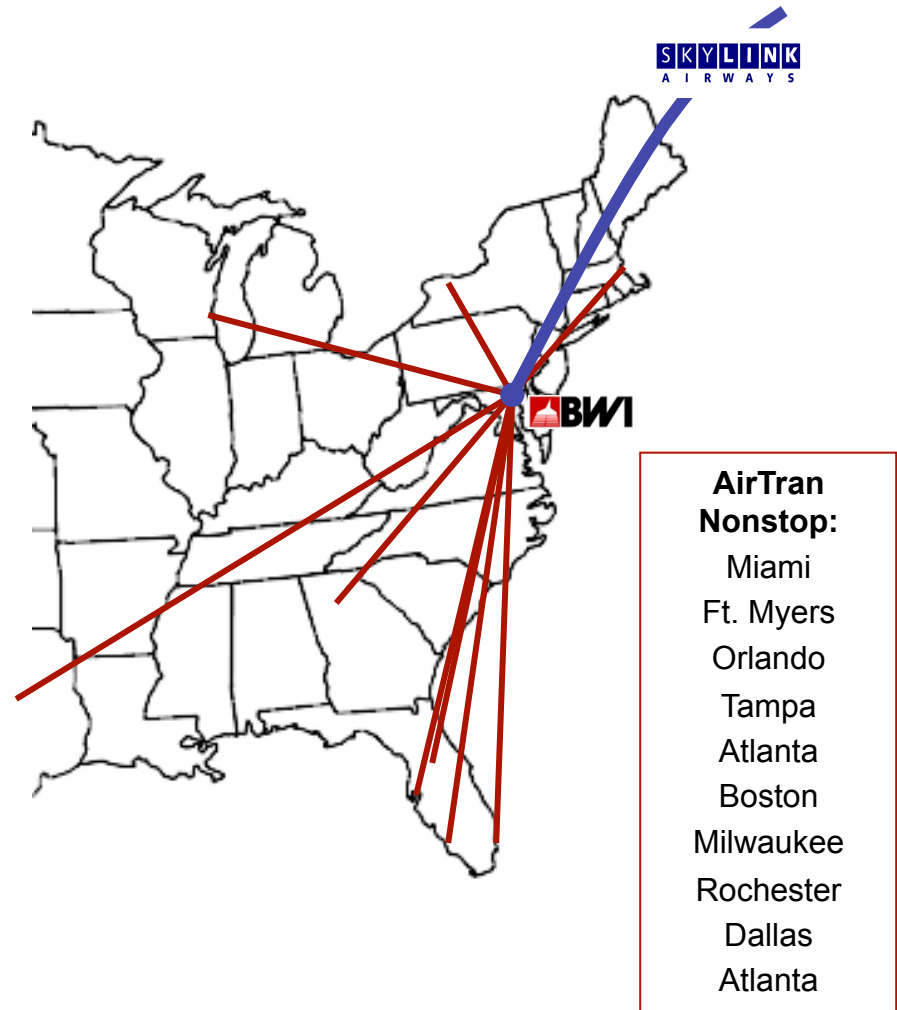 SKYLINK
AIRWAYS
BWI
AirTran
Nonstop:
Miami
Ft. Myers
Orlando
Tampa
Atlanta
Boston
Milwaukee
Rochester
Dallas
Atlanta